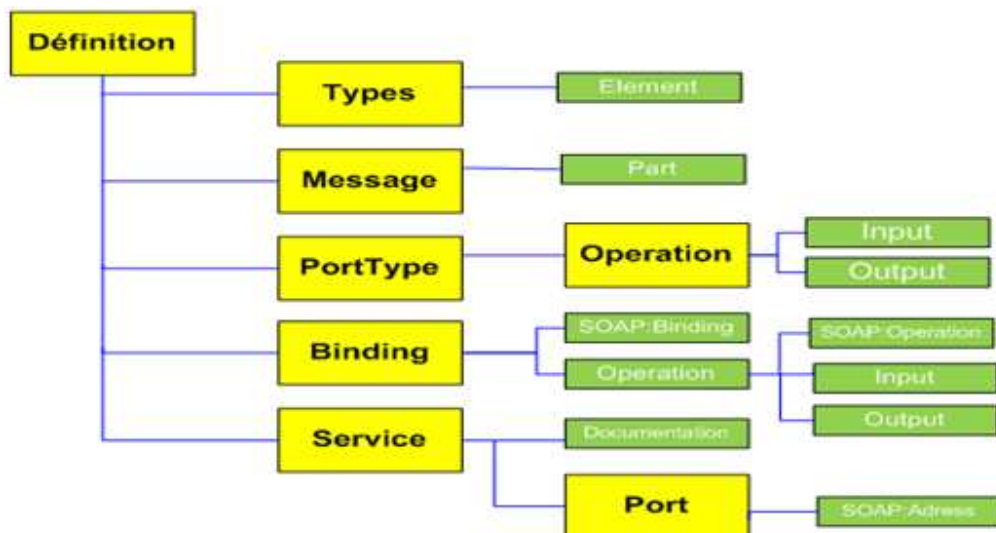 Définition
Types
Element
Message
Part
PortType
Operation
Input
Output
Binding
SOAP:Binding
Operation
SOAP:Operation
Input
Output
Service
Documentation
Port
SOAP:Adress